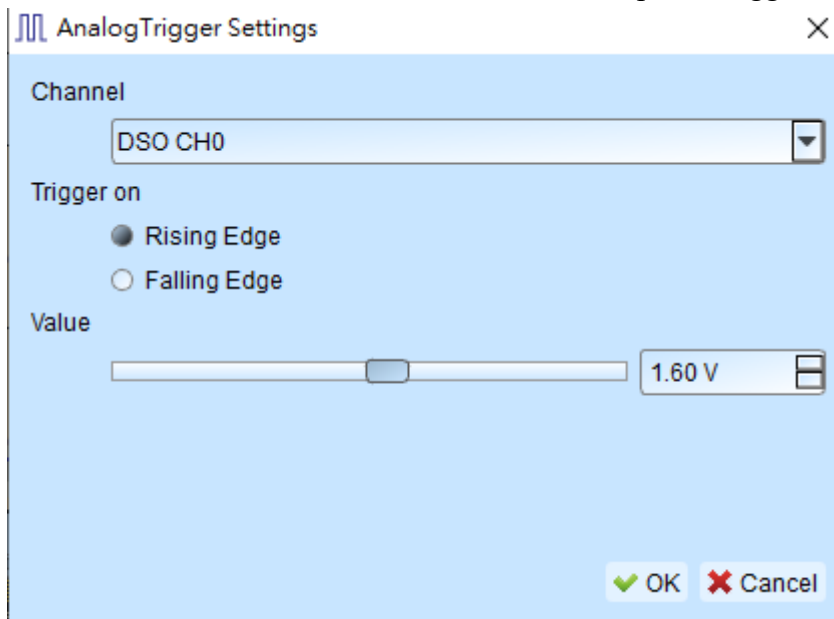 AnalogTrigger Settings
Channel
DSO CH0
Trigger on
Rising Edge
Falling Edge
Value
1.60 V
OK Cancel